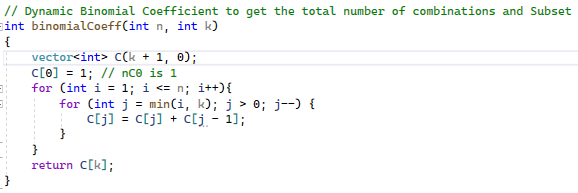 // Dynamic Binomial Coefficient to get the total number of combinations and Subset
int binomialCoeff(int n, int k)
{
    vector<int> C(k + 1, 0);
    C[0] = 1; // nC0 is 1
    for (int i = 1; i <= n; i++){
        for (int j = min(i, k); j > 0; j--) {
            C[j] = C[j] + C[j - 1];
        }
    }
    return C[k];
}